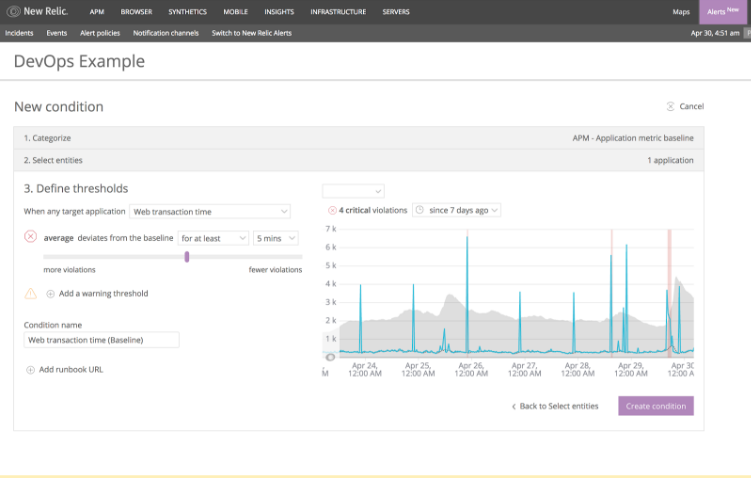 New Relic. APM BROWSER SYNTHETICS MOBILE INSIGHTS INFRASTRUCTURE SERVERS Maps Alerts New
Incidents Events Alert policies Notification channels Switch to New Relic Alerts Apr 30, 4:51 am
DevOps Example
New condition
Cancel
1. Categorize APM - Application metric baseline
2. Select entities 1 application
3. Define thresholds
When any target application Web transaction time
average deviates from the baseline for at least 5 mins
more violations fewer violations
Add a warning threshold
Condition name
Web transaction time (Baseline)
Add runbook URL
4 critical violations since 7 days ago
7 k
6 k
5 k
4 k
3 k
2 k
1 k
M
Apr 24, Apr 25, Apr 26, Apr 27, Apr 28, Apr 29, Apr 30
12:00 AM 12:00 AM 12:00 AM 12:00 AM 12:00 AM 12:00 AM 12:00 A
Back to Select entities Create condition